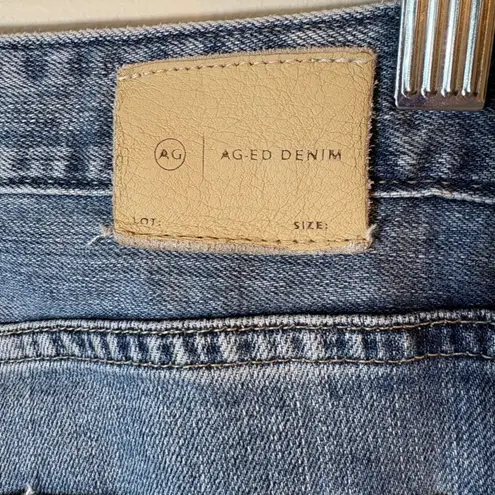 AG | AG-ED DENIM
LOT: SIZE: